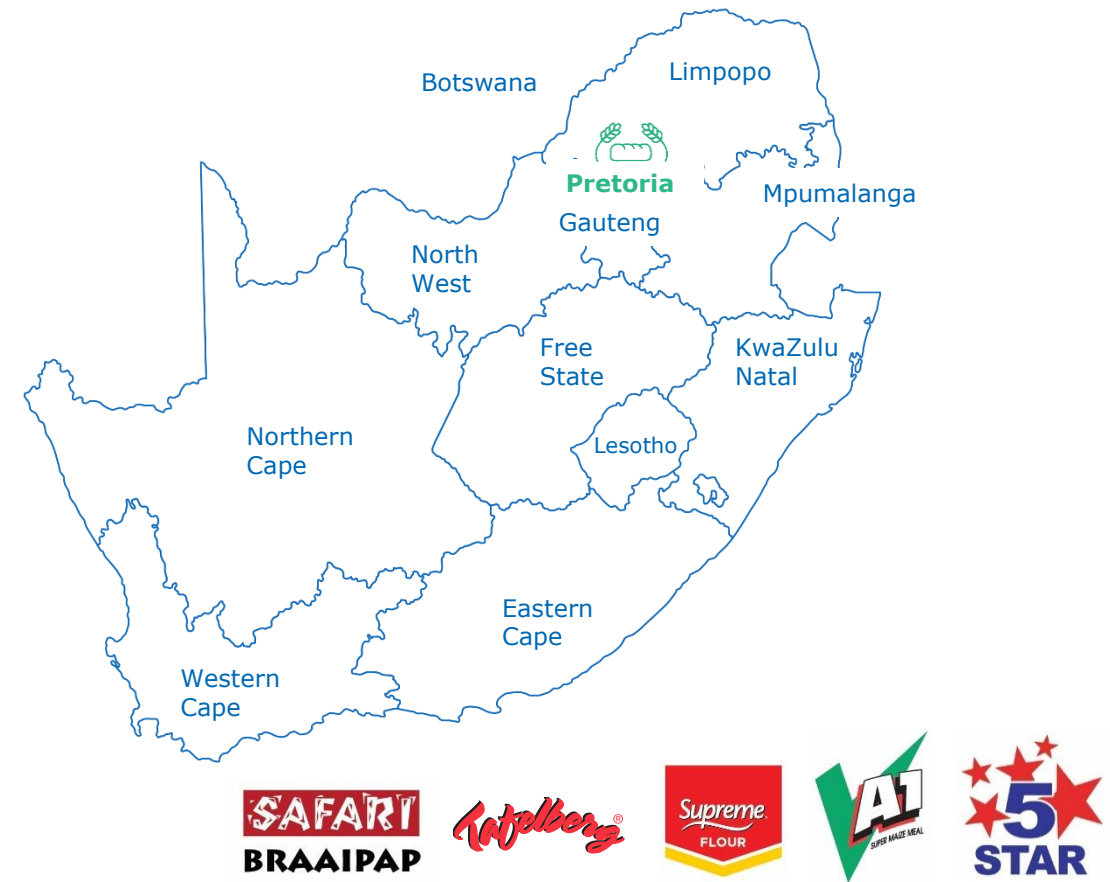 Botswana
Limpopo
Pretoria
Mpumalanga
Gauteng
North
West
Free
State
KwaZulu
Natal
Northern
Cape
Lesotho
Eastern
Cape
Western
Cape
SAFARI
BRAAIPAP
Tafelberg®
Supreme.
FLOUR
A1
SUPER MAIZE MEAL
5
STAR